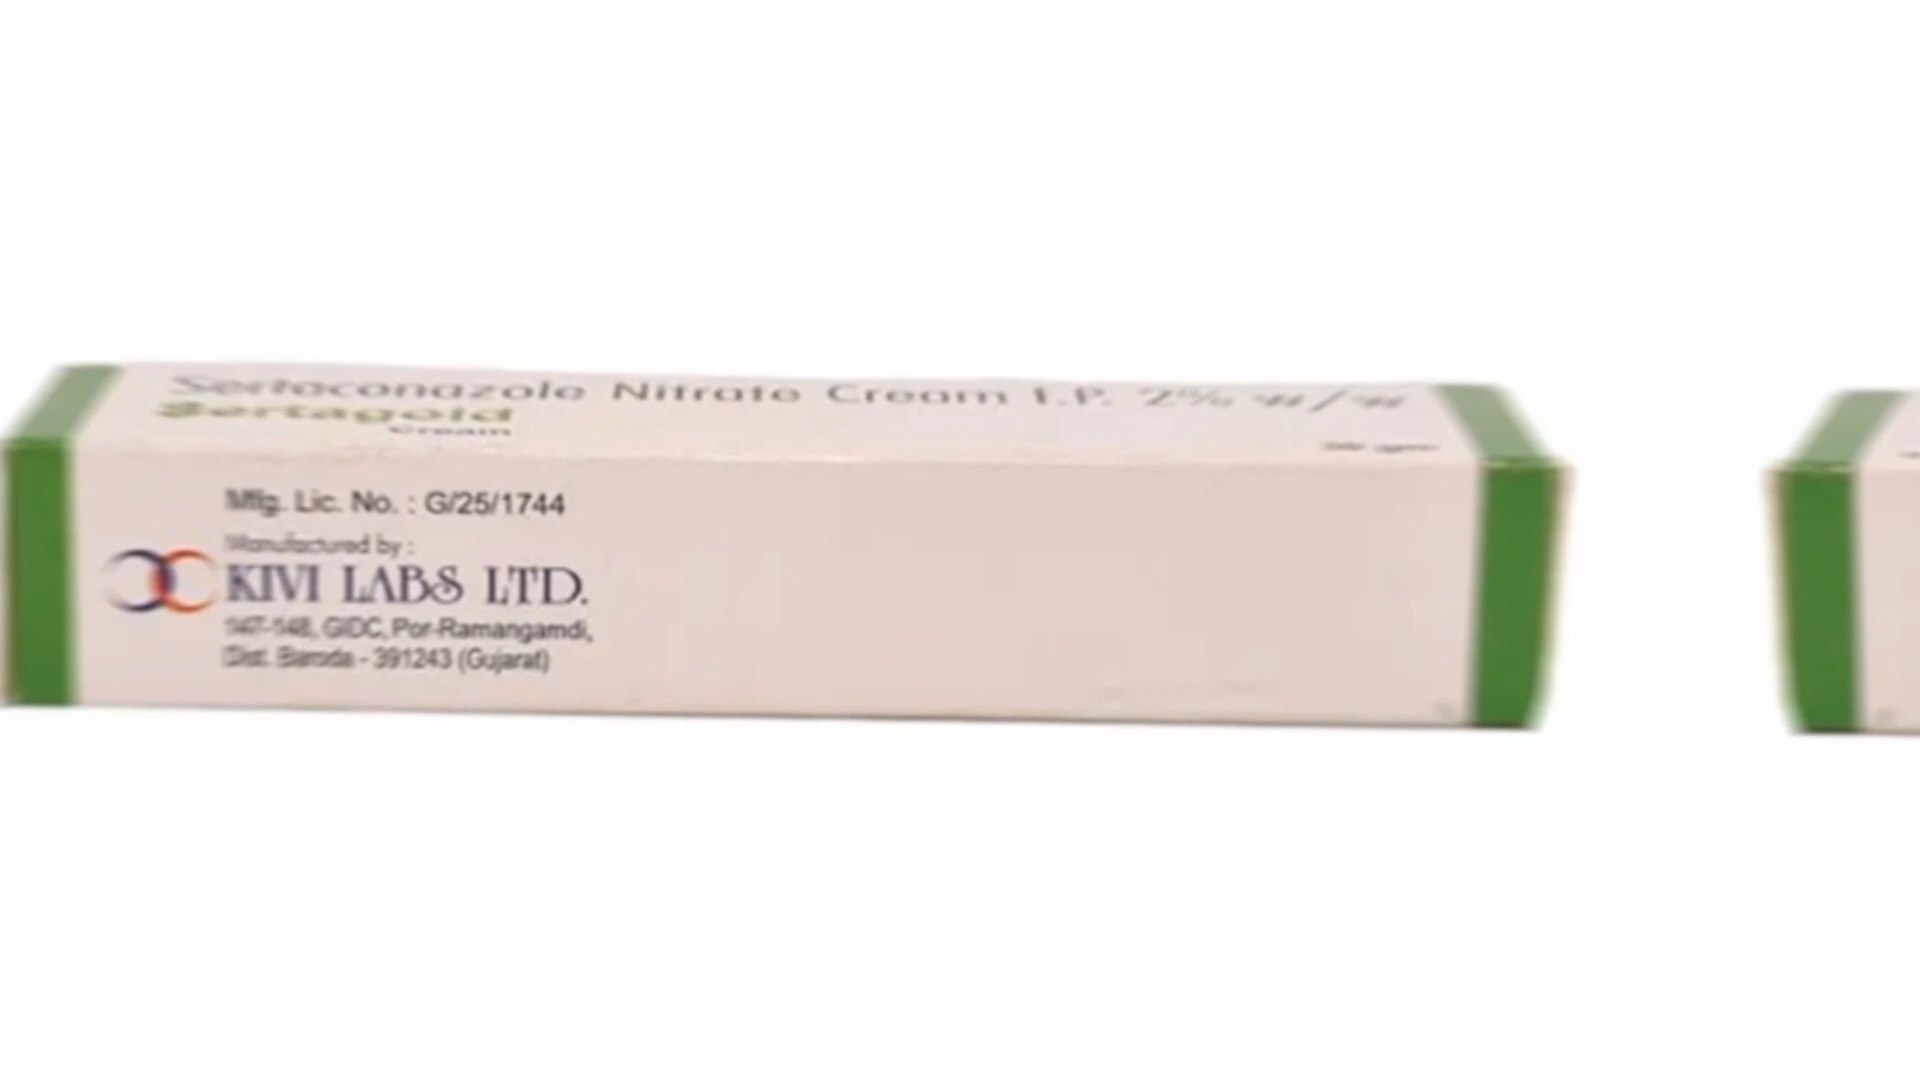 Sertaconazole Nitrate Cream I.P. 2% w/w
Sertagold
Cream
Mfg. Lic. No. : G/25/1744
Manufactured by :
KIVI LABS LTD.
147-148, GIDC, Por-Ramangamdi,
Dist. Baroda - 391243 (Gujarat)